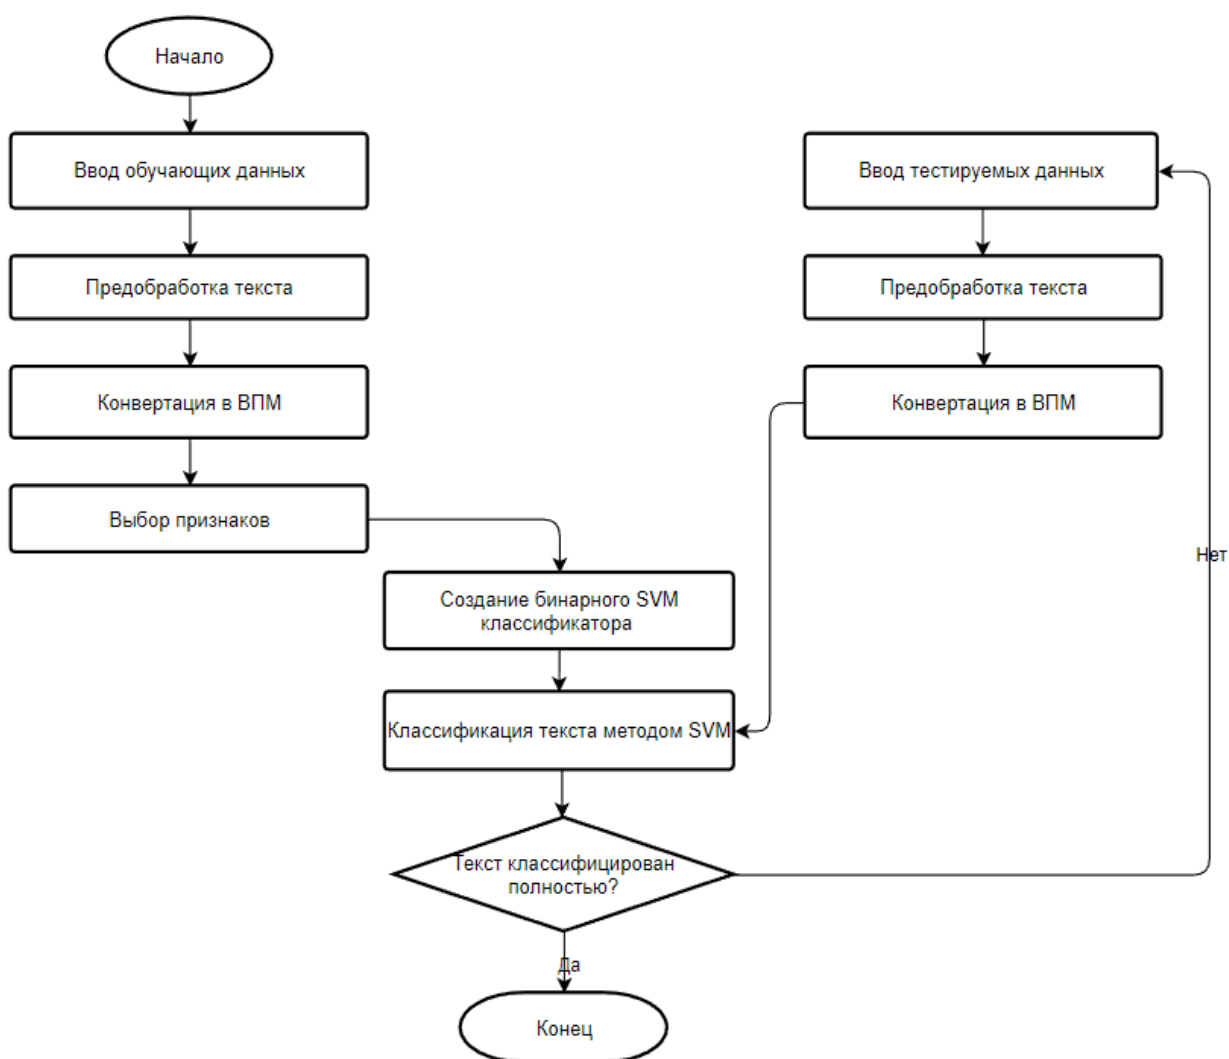 Начало
Ввод обучающих данных
Предобработка текста
Конвертация в ВПМ
Выбор признаков
Ввод тестируемых данных
Предобработка текста
Конвертация в ВПМ
Создание бинарного SVM
классификатора
Классификация текста методом SVM
Текст классифицирован
полностью?
Нет
Да
Конец